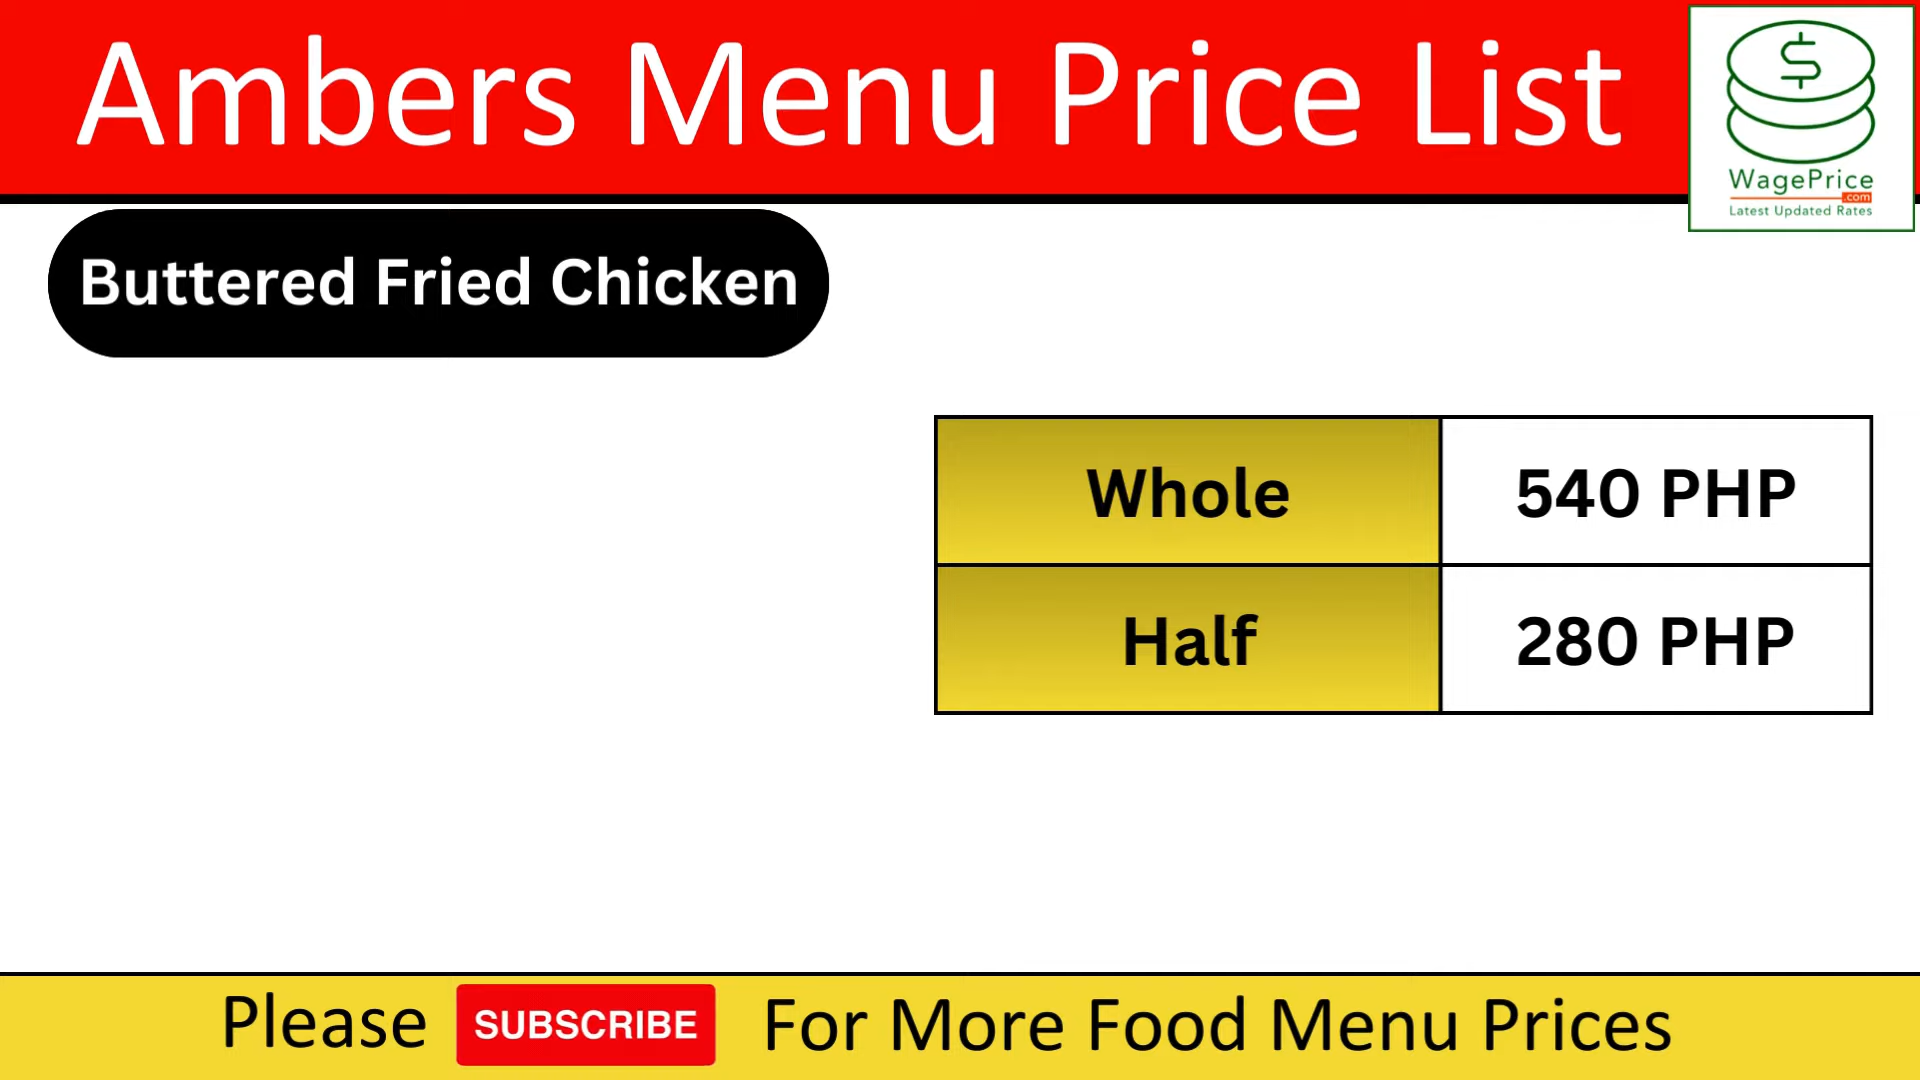 Ambers Menu Price List
$
WagePrice
.com
Latest Updated Rates
Buttered Fried Chicken
Whole 540 PHP
Half 280 PHP
Please SUBSCRIBE For More Food Menu Prices